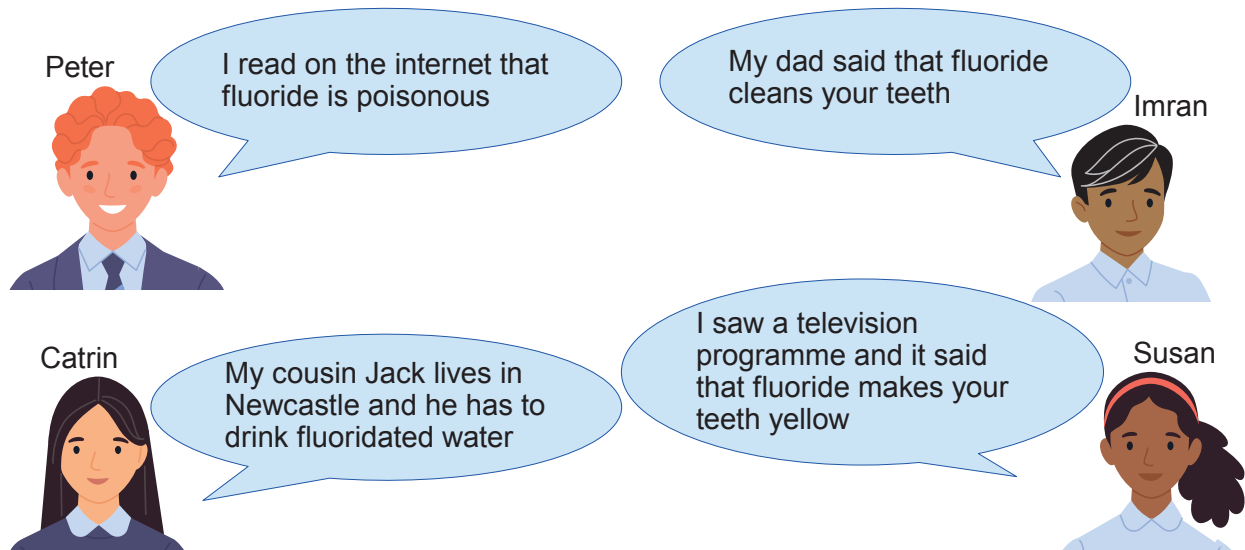 Peter
I read on the internet that
fluoride is poisonous
My dad said that fluoride
cleans your teeth
Imran
Catrin
My cousin Jack lives in
Newcastle and he has to
drink fluoridated water
I saw a television
programme and it said
that fluoride makes your
teeth yellow
Susan